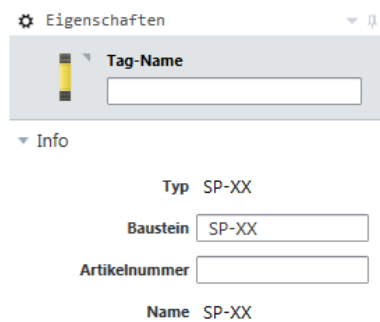 Eigenschaften
Tag-Name
Info
Typ SP-XX
Baustein SP-XX
Artikelnummer
Name SP-XX